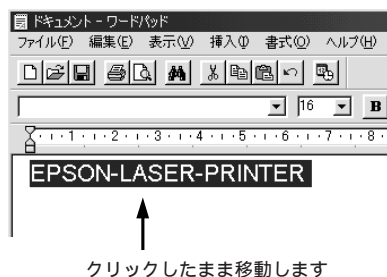 ドキュメント - ワードパッド
ファイル(F) 編集(E) 表示(V) 挿入(I) 書式(O) ヘルプ(H)
16 B
1 2 3 4 5 6 7 8
EPSON-LASER-PRINTER
クリックしたまま移動します